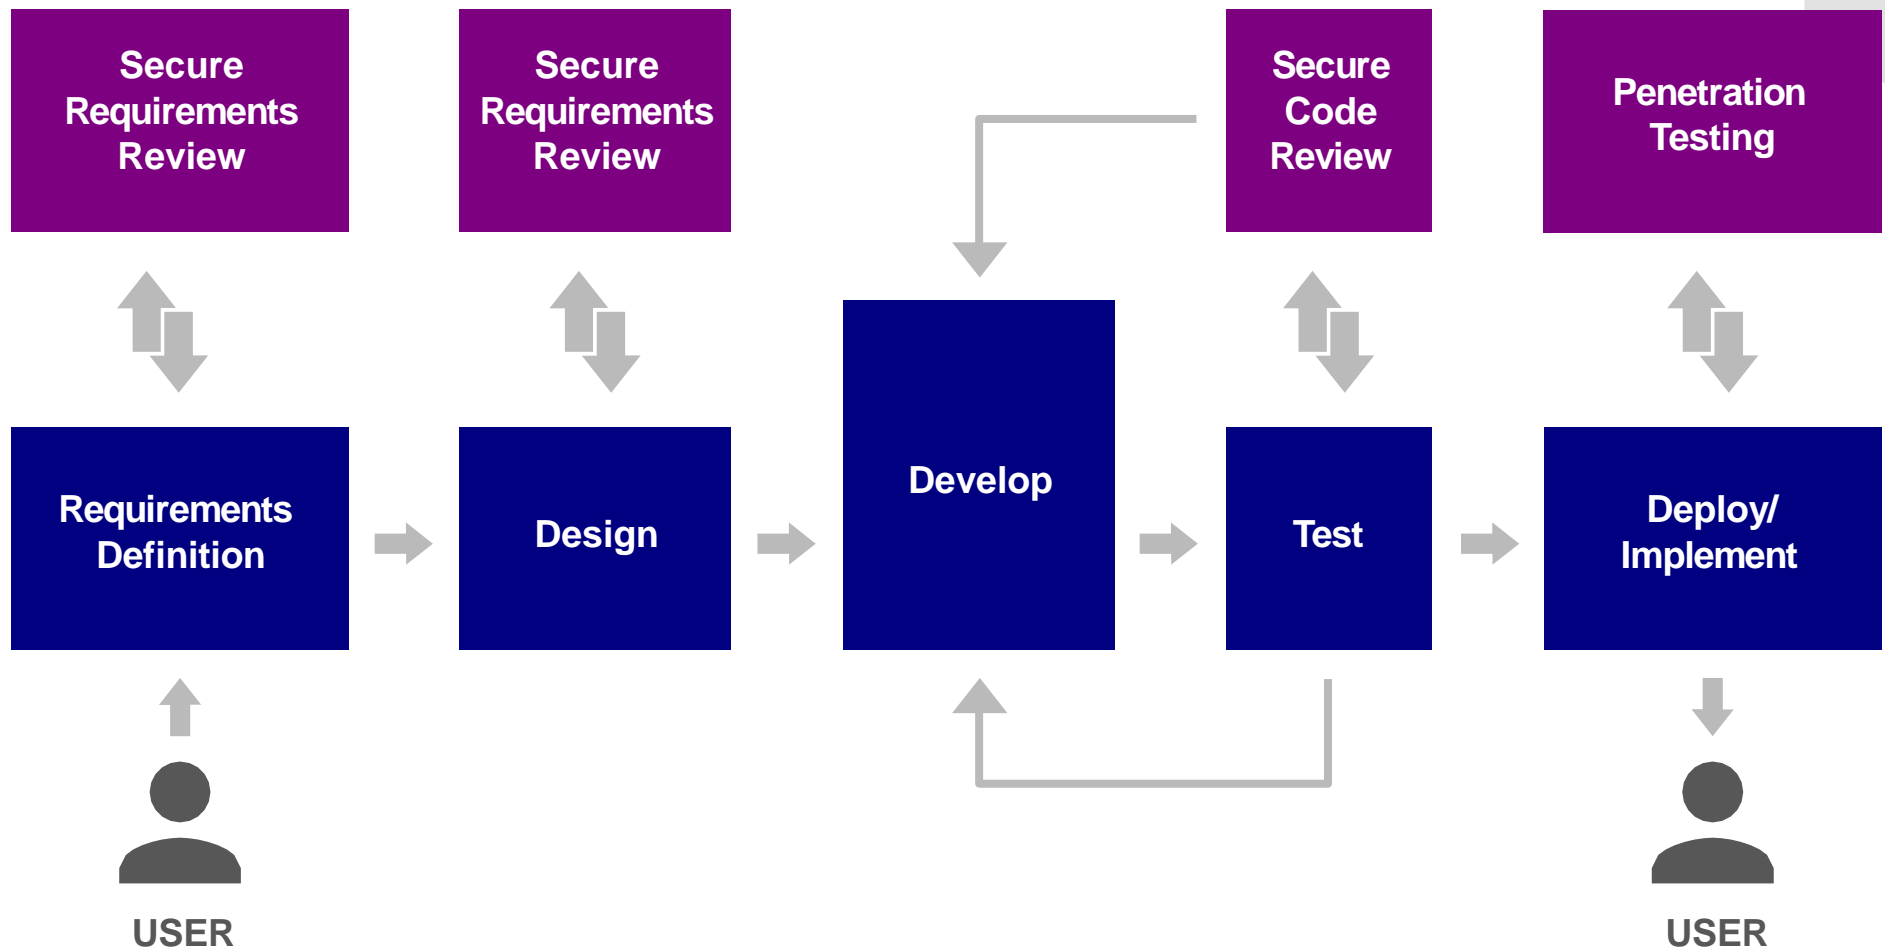 Secure
Requirements
Review
Secure
Requirements
Review
Secure
Code
Review
Penetration
Testing
Requirements
Definition
Design
Develop
Test
Deploy/
Implement
USER
USER